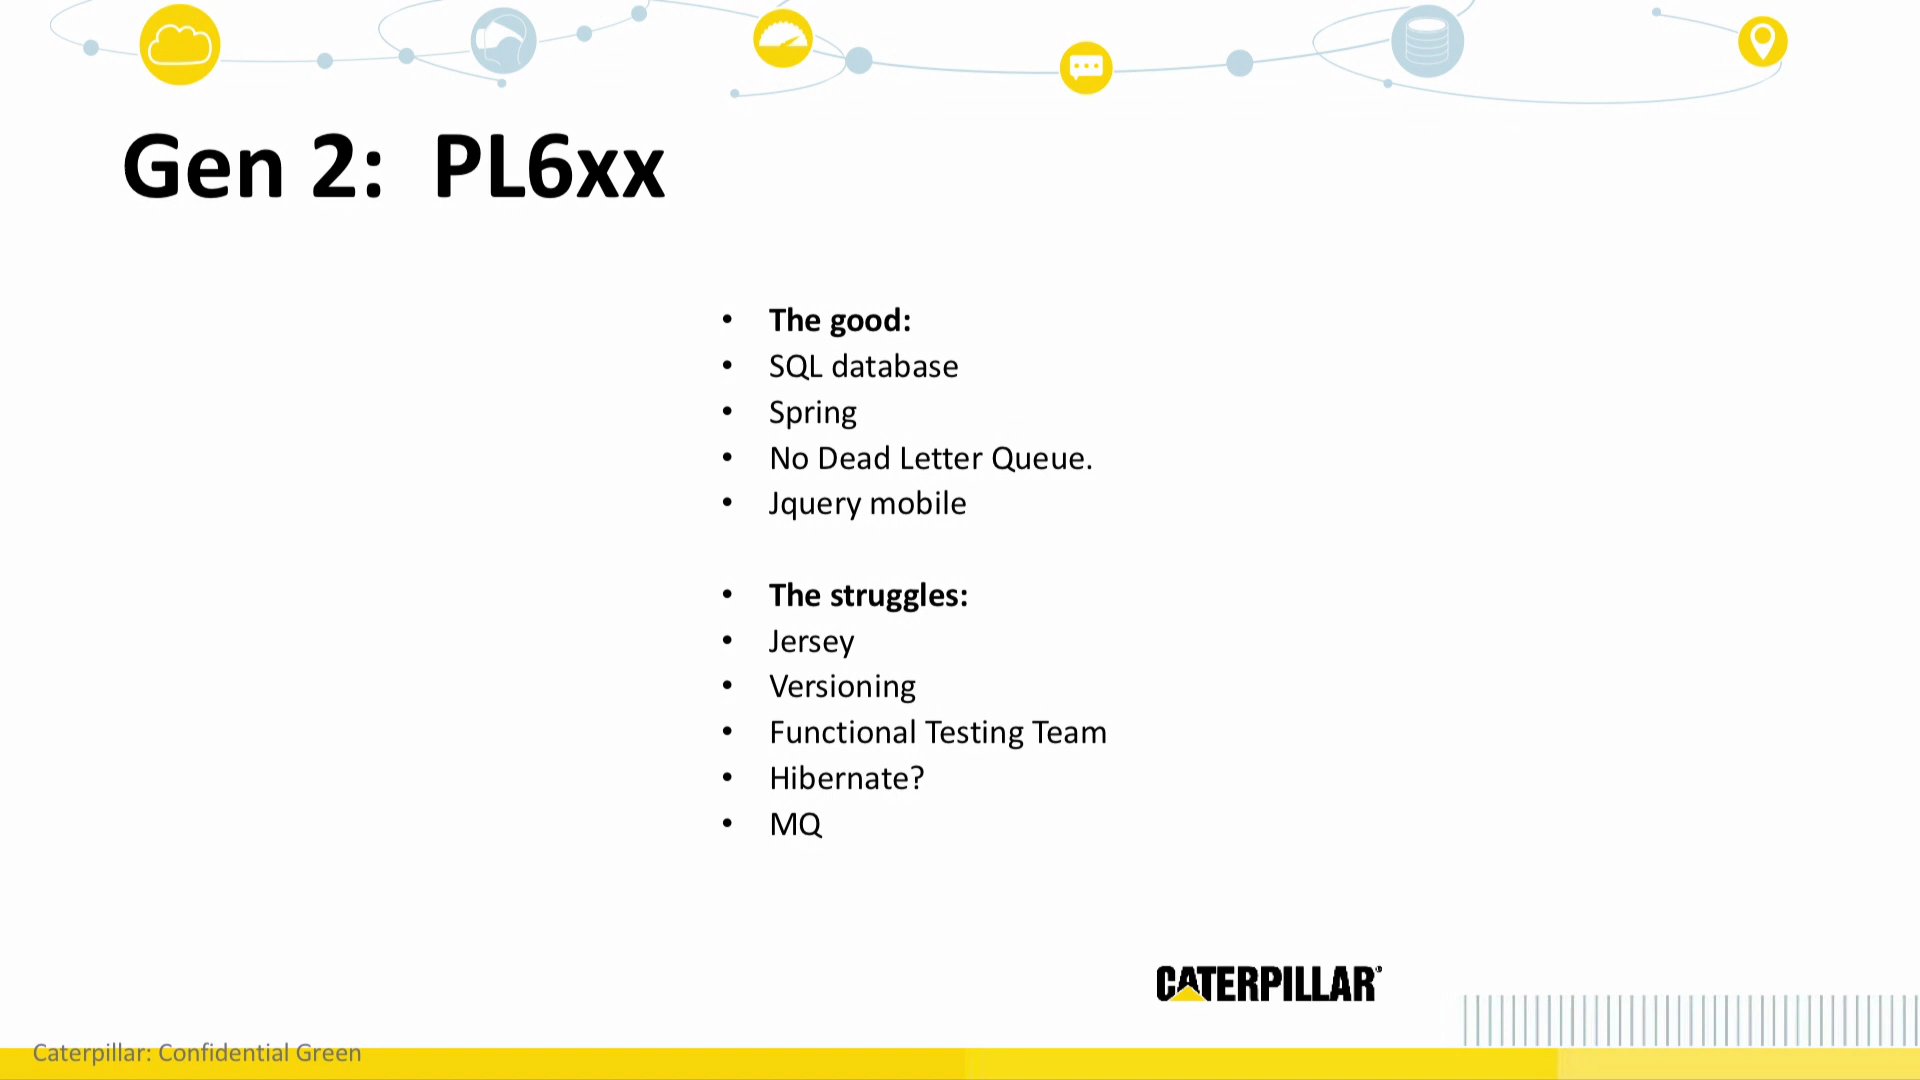 Gen 2: PL6xx
• The good:
• SQL database
• Spring
• No Dead Letter Queue.
• Jquery mobile
• The struggles:
• Jersey
• Versioning
• Functional Testing Team
• Hibernate?
• MQ
CATERPILLAR®
Caterpillar: Confidential Green